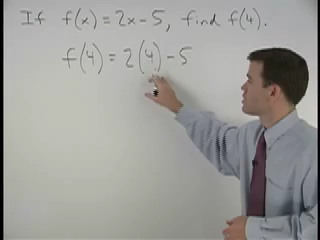 If f(x) = 2x - 5, find f(4).
f(4) = 2(4) - 5